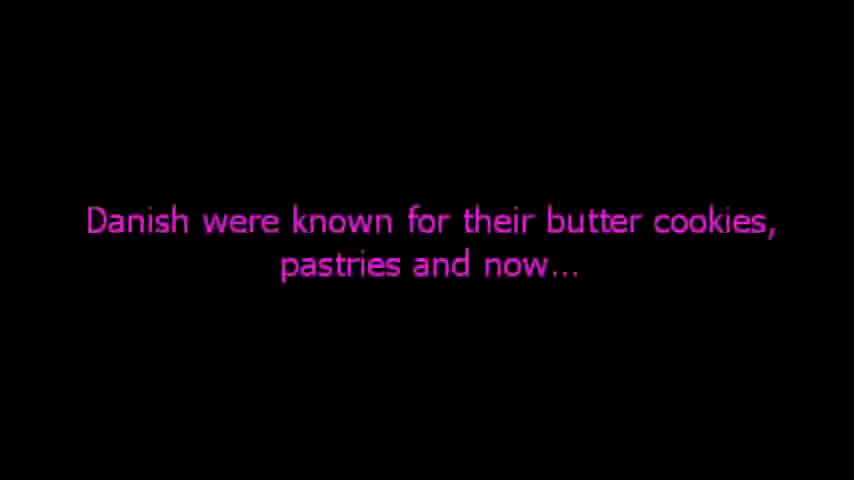 Danish were known for their butter cookies,
pastries and now...